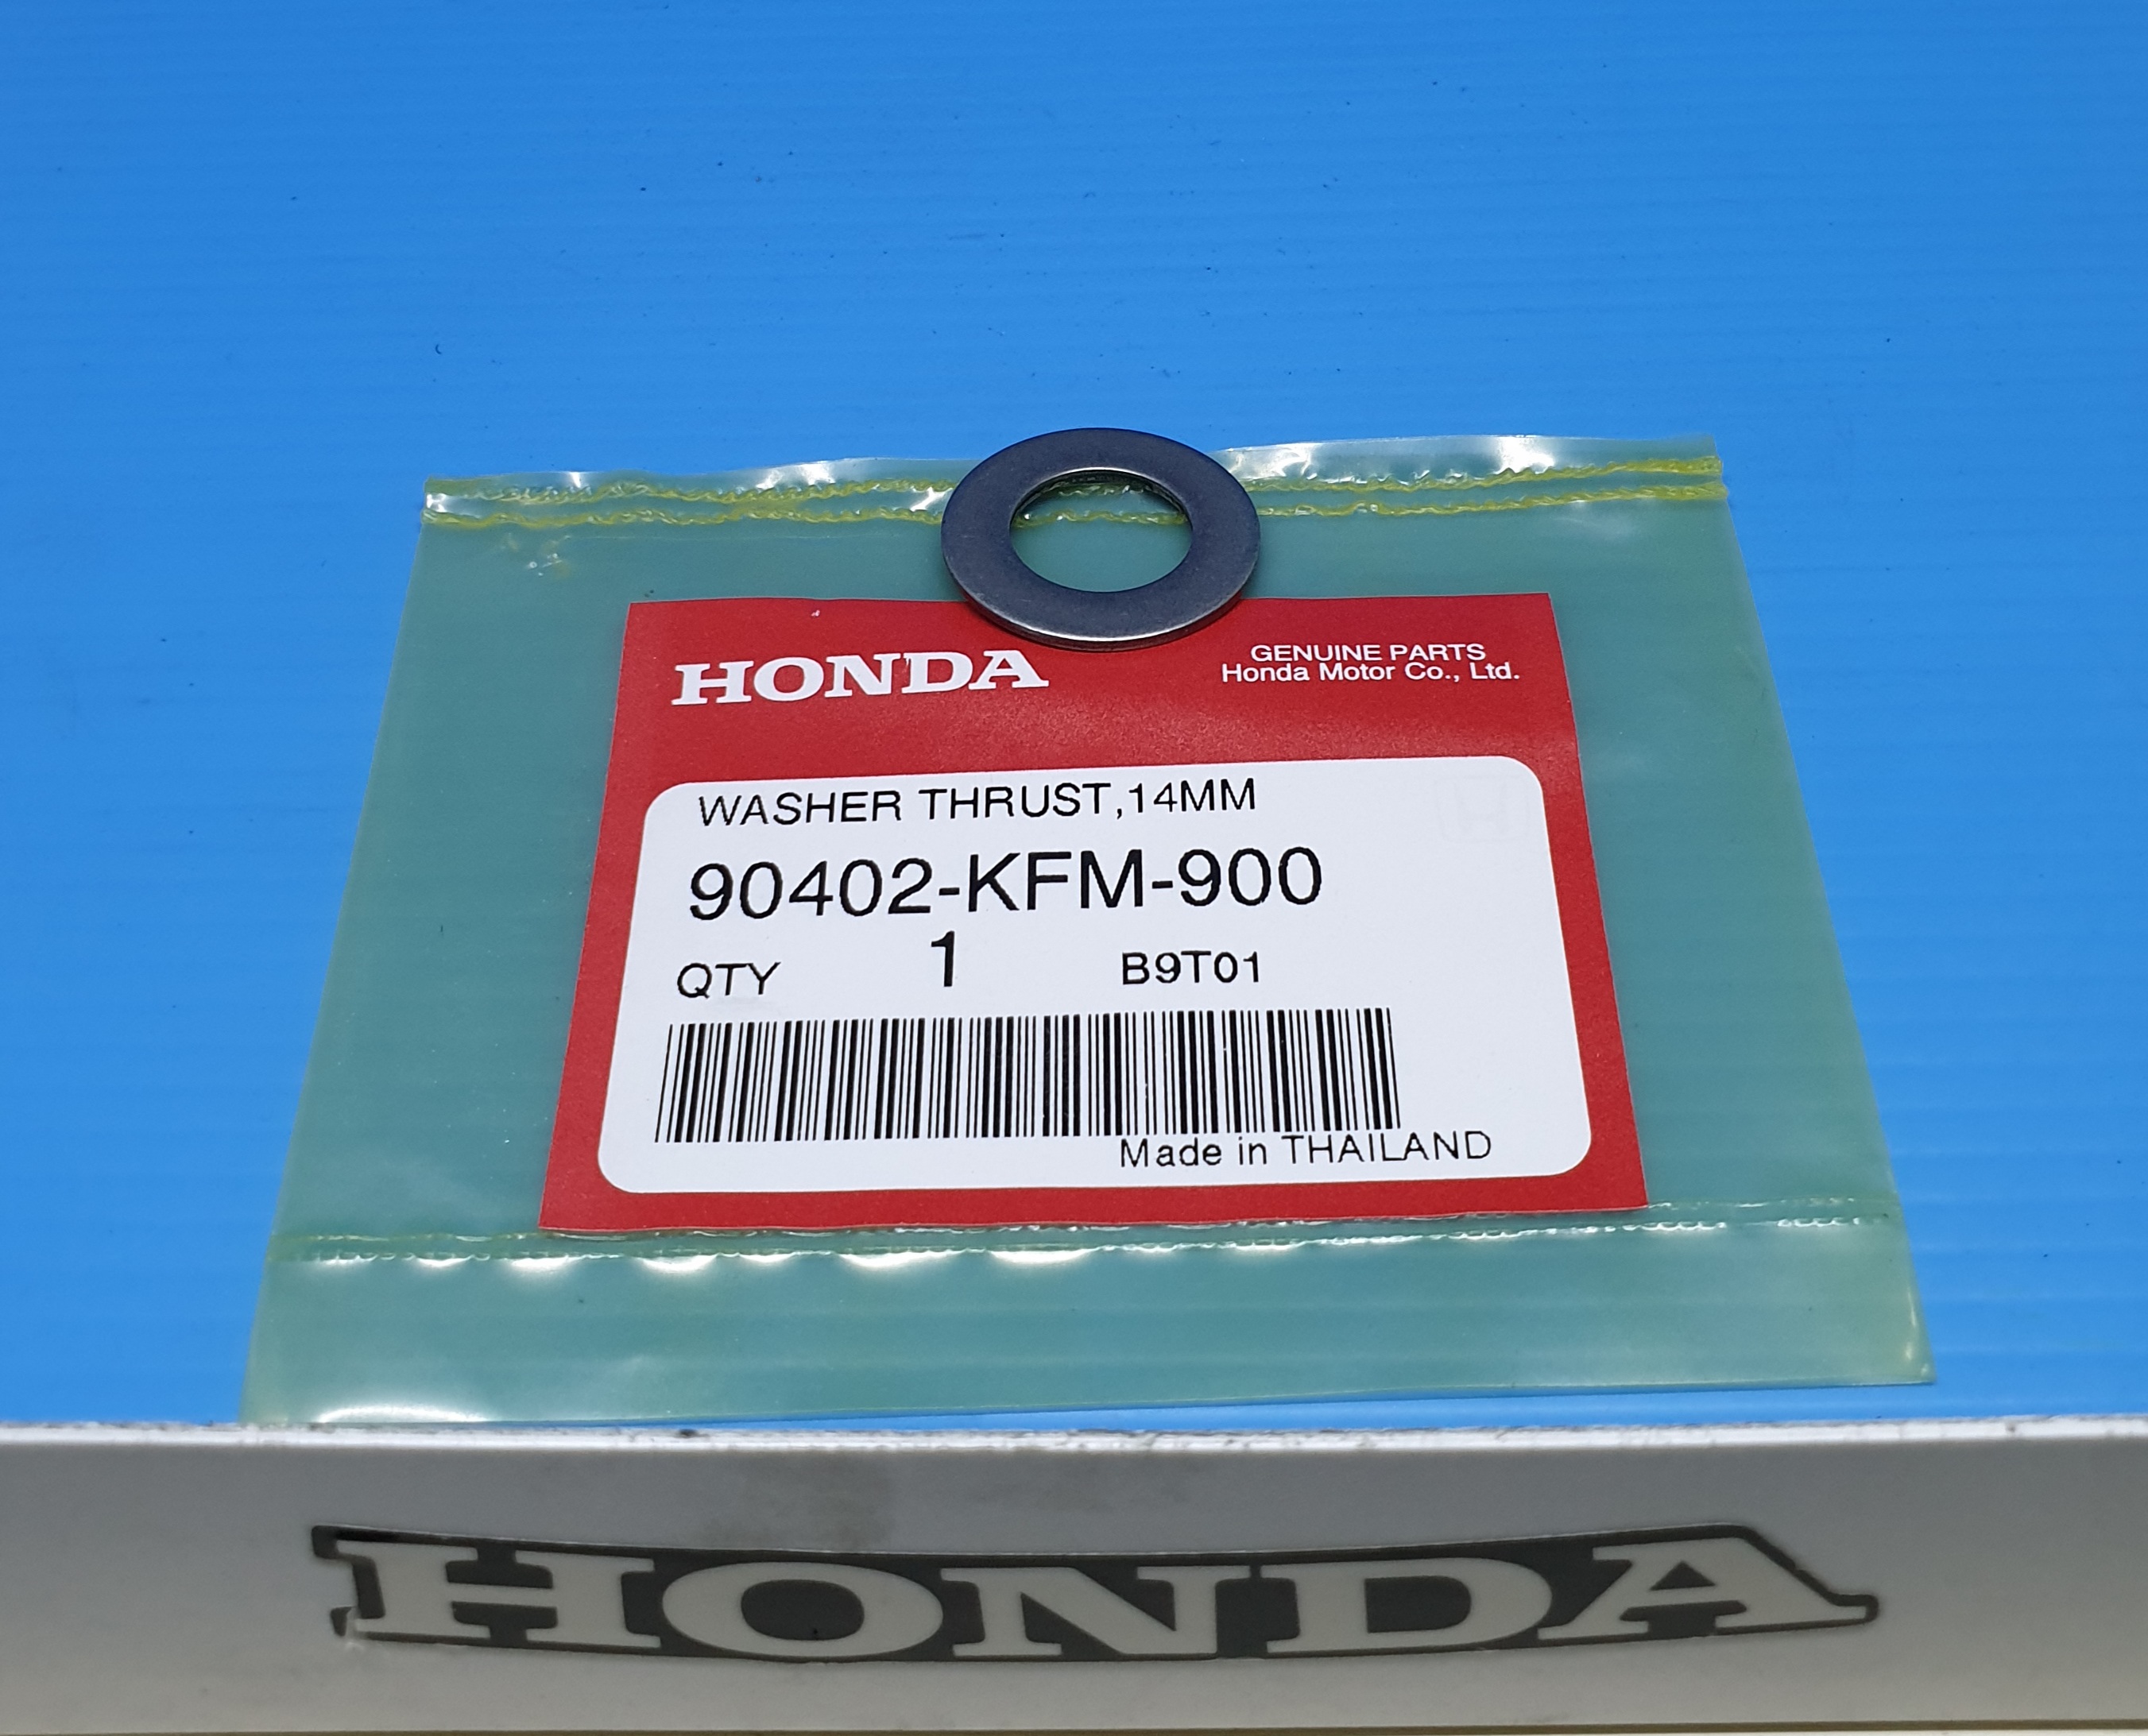 HONDA
GENUINE PARTS
Honda Motor Co., Ltd.
WASHER THRUST,14MM
90402-KFM-900
QTY 1 B9T01
Made in THAILAND
HONDA